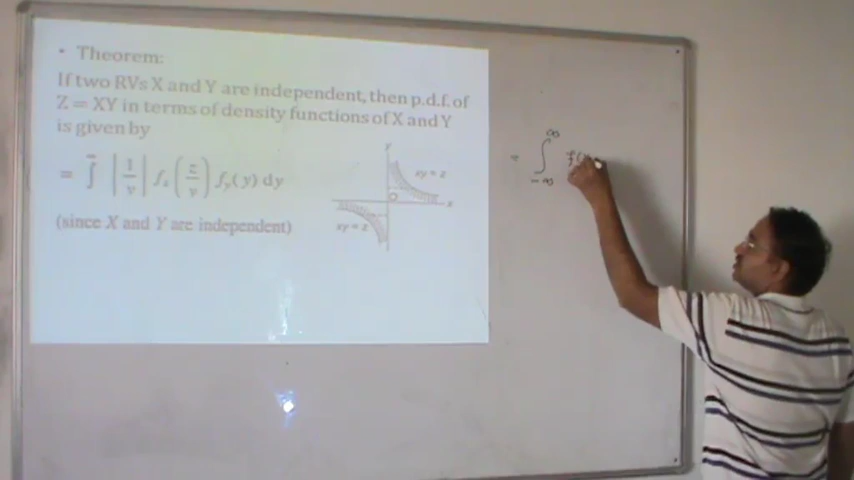 • Theorem:
If two RVs X and Y are independent, then p.d.f. of
Z = XY in terms of density functions of X and Y
is given by
= ∫ |1/y| fx(z/y) fy(y) dy
(since X and Y are independent)
y
xy = z
O
x
xy = z
= ∫ ∞ -∞ f(